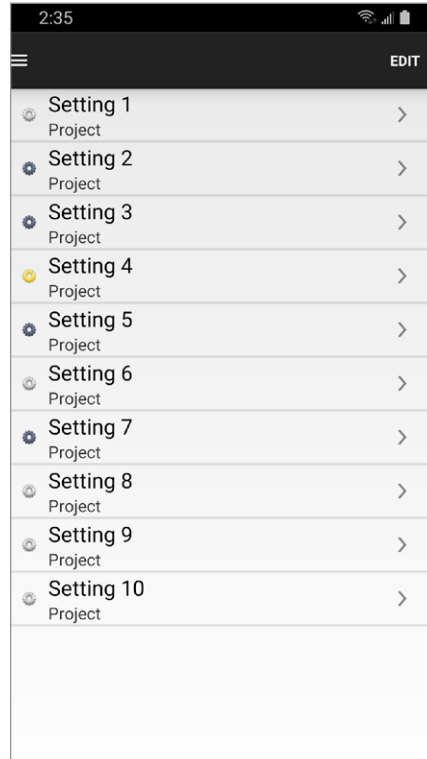 2:35
EDIT
Setting 1
Project
Setting 2
Project
Setting 3
Project
Setting 4
Project
Setting 5
Project
Setting 6
Project
Setting 7
Project
Setting 8
Project
Setting 9
Project
Setting 10
Project